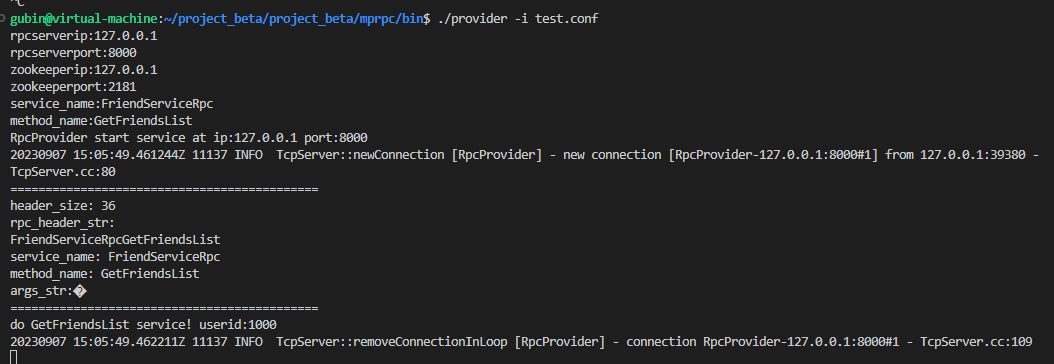 ^C
gubin@virtual-machine:~/project_beta/project_beta/mprpc/bin$ ./provider -i test.conf
rpcserverip:127.0.0.1
rpcserverport:8000
zookeeperip:127.0.0.1
zookeeperport:2181
service_name:FriendServiceRpc
method_name:GetFriendsList
RpcProvider start service at ip:127.0.0.1 port:8000
20230907 15:05:49.461244Z 11137 INFO  TcpServer::newConnection [RpcProvider] - new connection [RpcProvider-127.0.0.1:8000#1] from 127.0.0.1:39380 -
TcpServer.cc:80
============================================
header_size: 36
rpc_header_str:
FriendServiceRpcGetFriendsList
service_name: FriendServiceRpc
method_name: GetFriendsList
args_str:�
============================================
do GetFriendsList service! userid:1000
20230907 15:05:49.462211Z 11137 INFO  TcpServer::removeConnectionInLoop [RpcProvider] - connection RpcProvider-127.0.0.1:8000#1 - TcpServer.cc:109